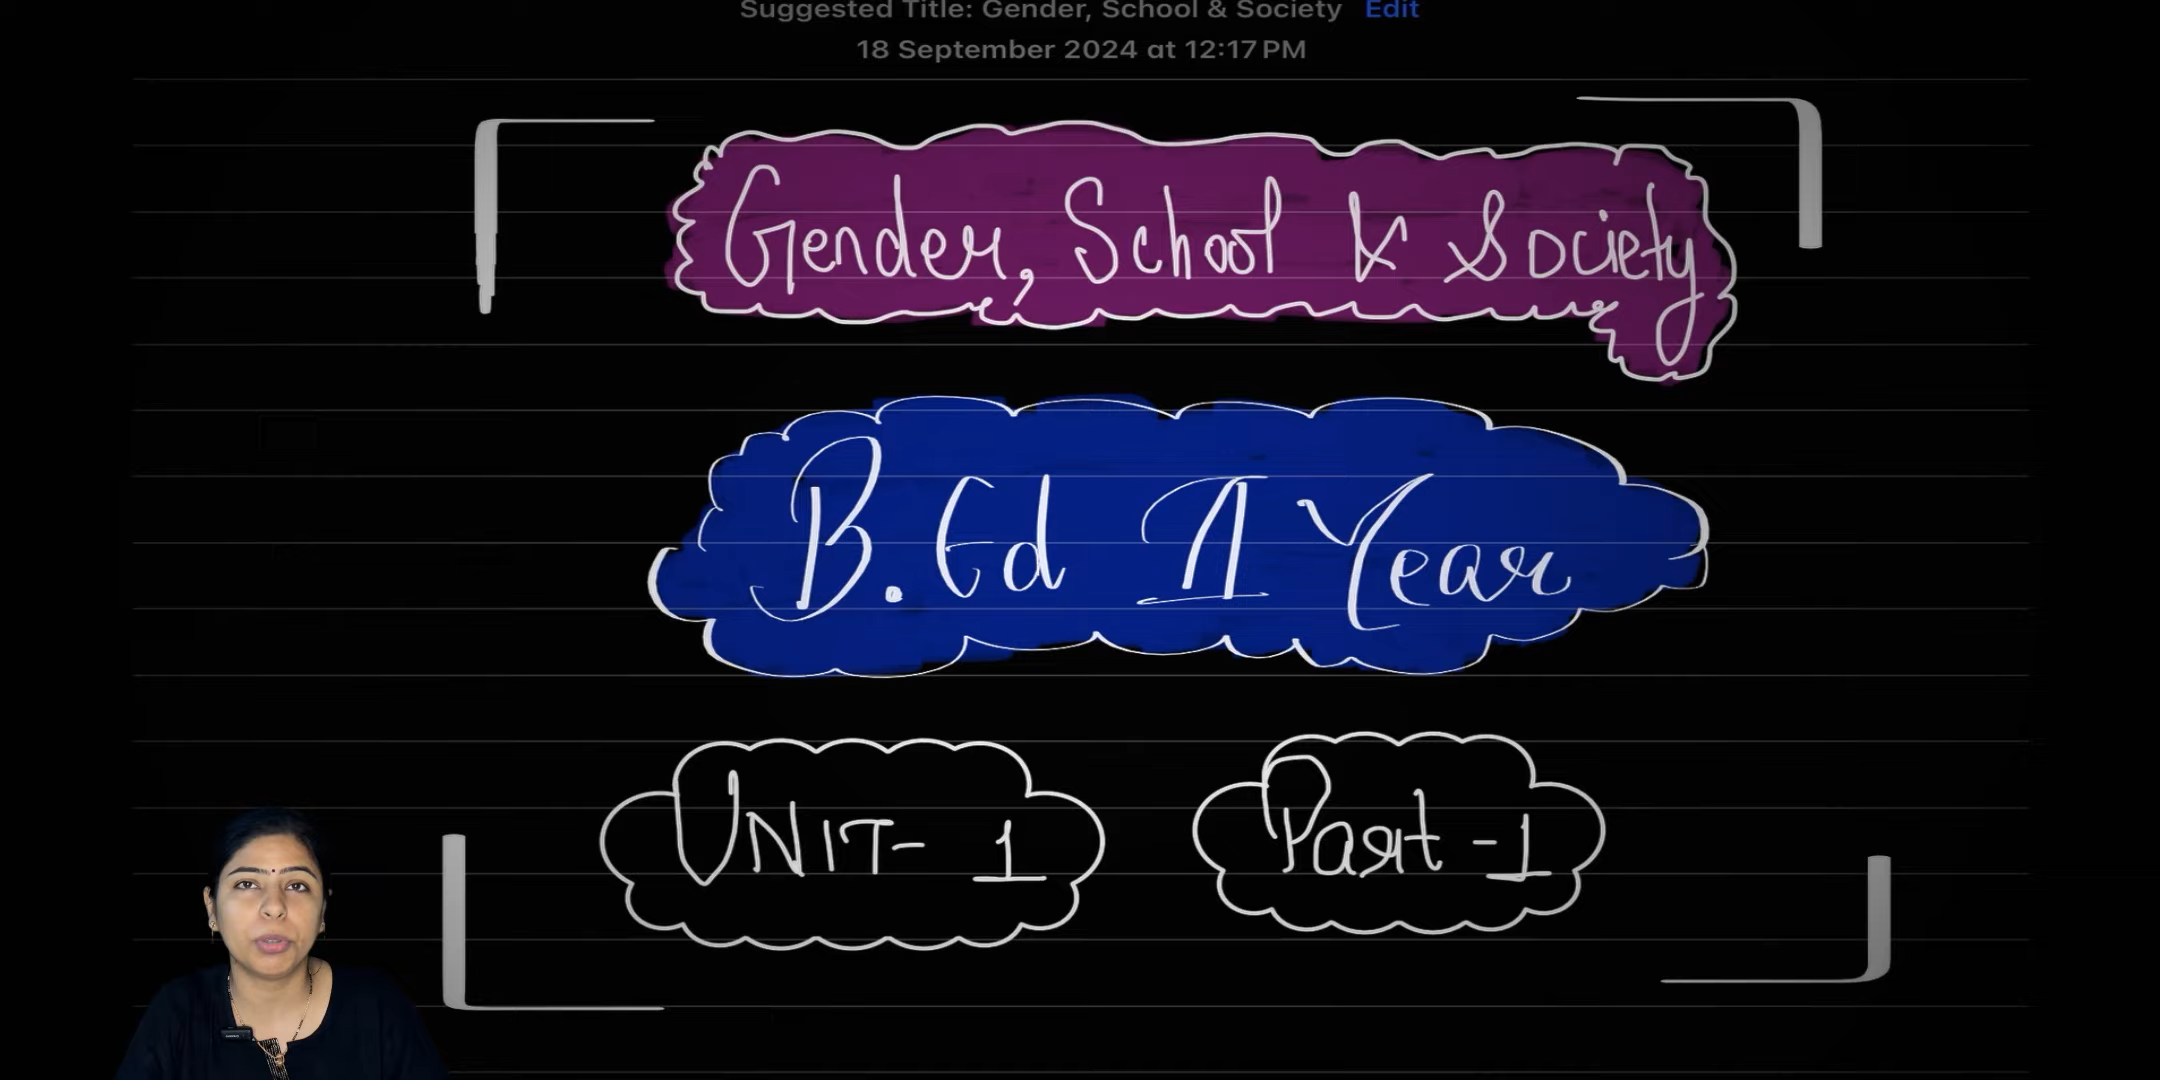 Suggested Title: Gender, School & Society Edit
18 September 2024 at 12:17 PM
Gender, School & Society
B.Ed II Year
UNIT- 1 Part -1